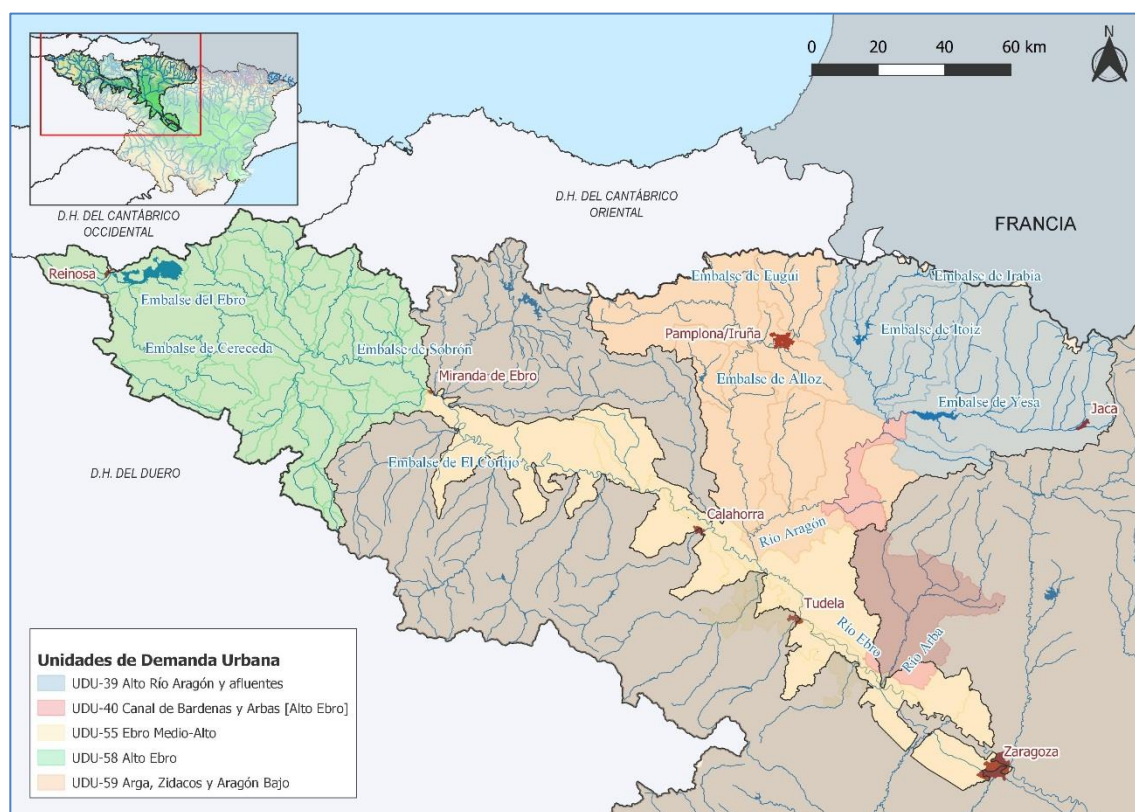 N
0 20 40 60 km
D.H. DEL CANTÁBRICO
OCCIDENTAL
D.H. DEL CANTÁBRICO
ORIENTAL
FRANCIA
Reinosa
Embalse del Ebro
Embalse de Cereceda
Embalse de Sobrón
Miranda de Ebro
Embalse de Eugui
Embalse de Irabia
Pamplona/Iruña
Embalse de Itoiz
Embalse de Alloz
Embalse de Yesa
Jaca
D.H. DEL DUERO
Embalse de El Cortijo
Calahorra
Río Aragón
Tudela
Río Ebro
Río Arba
Zaragoza
Unidades de Demanda Urbana
UDU-39 Alto Río Aragón y afluentes
UDU-40 Canal de Bardenas y Arbas [Alto Ebro]
UDU-55 Ebro Medio-Alto
UDU-58 Alto Ebro
UDU-59 Arga, Zidacos y Aragón Bajo